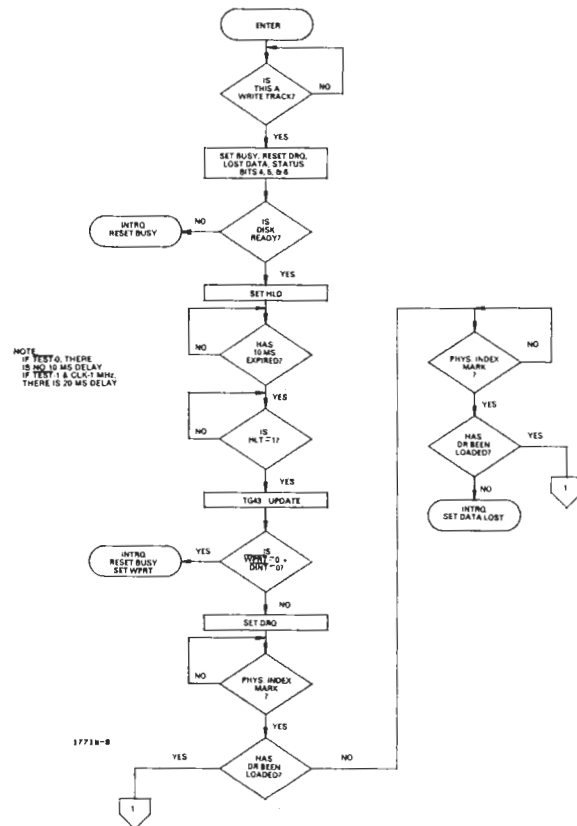 ENTER
IS
THIS A
WRITE TRACK?
NO
YES
SET BUSY, RESET DRQ,
LOST DATA, STATUS
BITS 4, 5, & 6
IS
DISK
READY?
NO
INTRQ
RESET BUSY
YES
SET HLD
HAS
10 MS
EXPIRED?
NO
NOTE
IF TEST=0, THERE
IS NO 10 MS DELAY
IF TEST=1 & CLK=1 MHz,
THERE IS 20 MS DELAY
YES
IS
HLT = 1?
NO
YES
TG43 UPDATE
IS
WPRT=0 +
DINT=0?
YES
INTRQ
RESET BUSY
SET WPRT
NO
SET DRQ
PHYS. INDEX
MARK
?
NO
YES
1771W-8
HAS
DR BEEN
LOADED?
YES
1
NO
PHYS. INDEX
MARK
?
NO
YES
HAS
DR BEEN
LOADED?
YES
1
NO
INTRQ
SET DATA LOST